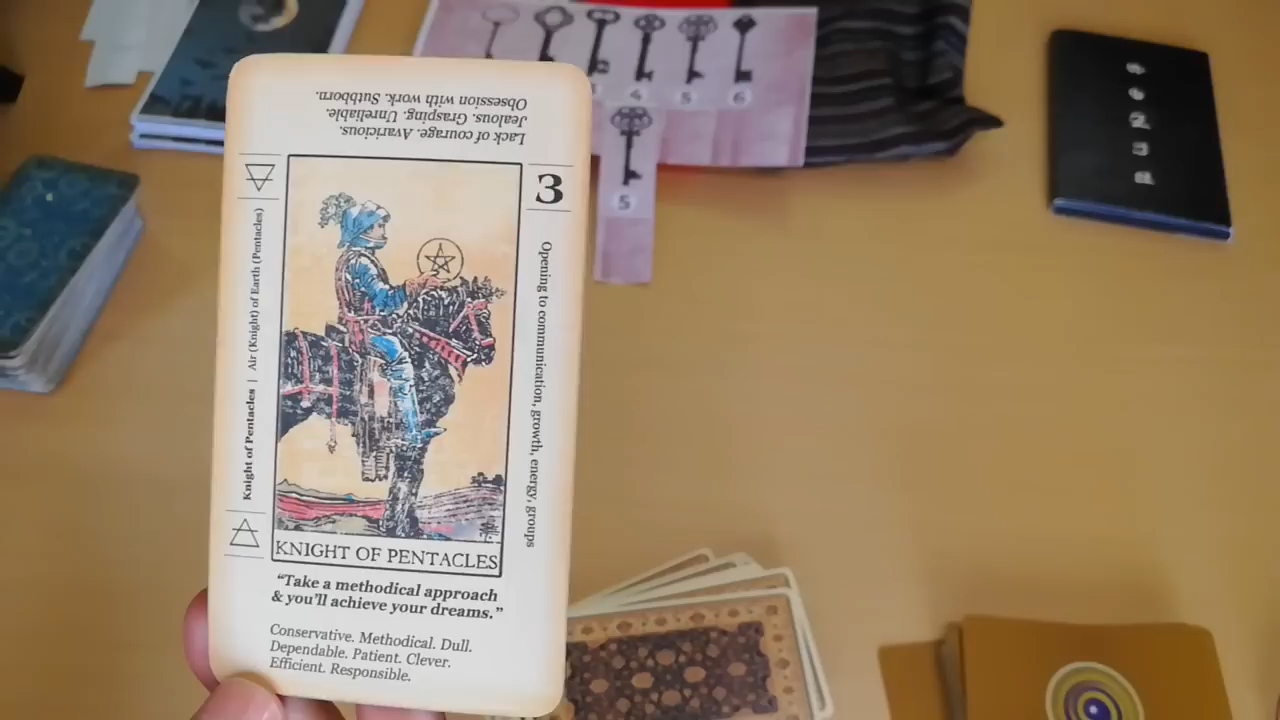 Lack of courage. Avaricious.
Jealous. Grasping. Unreliable.
Obsession with work. Sutbborn.
3
Opening to communication, growth, energy, groups
Knight of Pentacles | Air (Knight) of Earth (Pentacles)
KNIGHT OF PENTACLES
“Take a methodical approach
& you'll achieve your dreams.”
Conservative. Methodical. Dull.
Dependable. Patient. Clever.
Efficient. Responsible.
4 5 6
5